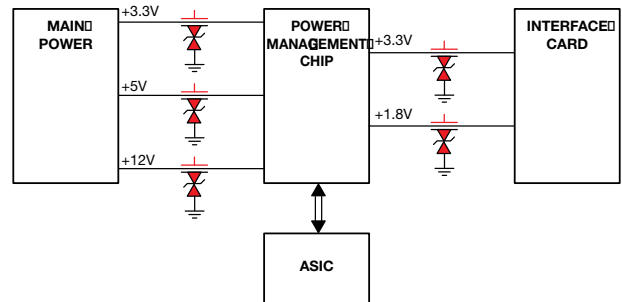 MAIN
POWER
+3.3V
+5V
+12V
POWER
MANAGEMENT
CHIP
+3.3V
+1.8V
INTERFACE
CARD
ASIC